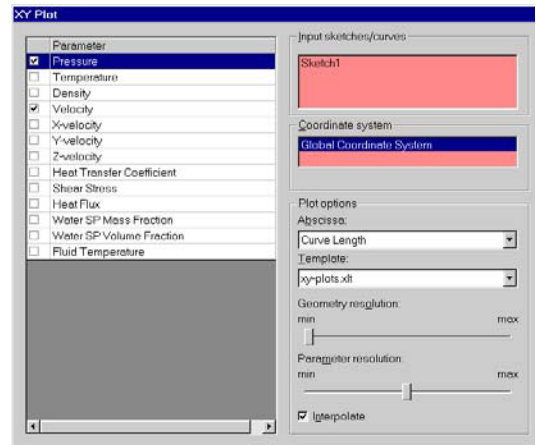 XY Plot
Parameter
Pressure
Temperature
Density
Velocity
X-velocity
Y-velocity
Z-velocity
Heat Transfer Coefficient
Shear Stress
Heat Flux
Water SP Mass Fraction
Water SP Volume Fraction
Fluid Temperature
Input sketches/curves
Sketch1
Coordinate system
Global Coordinate System
Plot options
Abscissa:
Curve Length
Template:
xy-plots.xlt
Geometry resolution:
min max
Parameter resolution:
min max
Interpolate